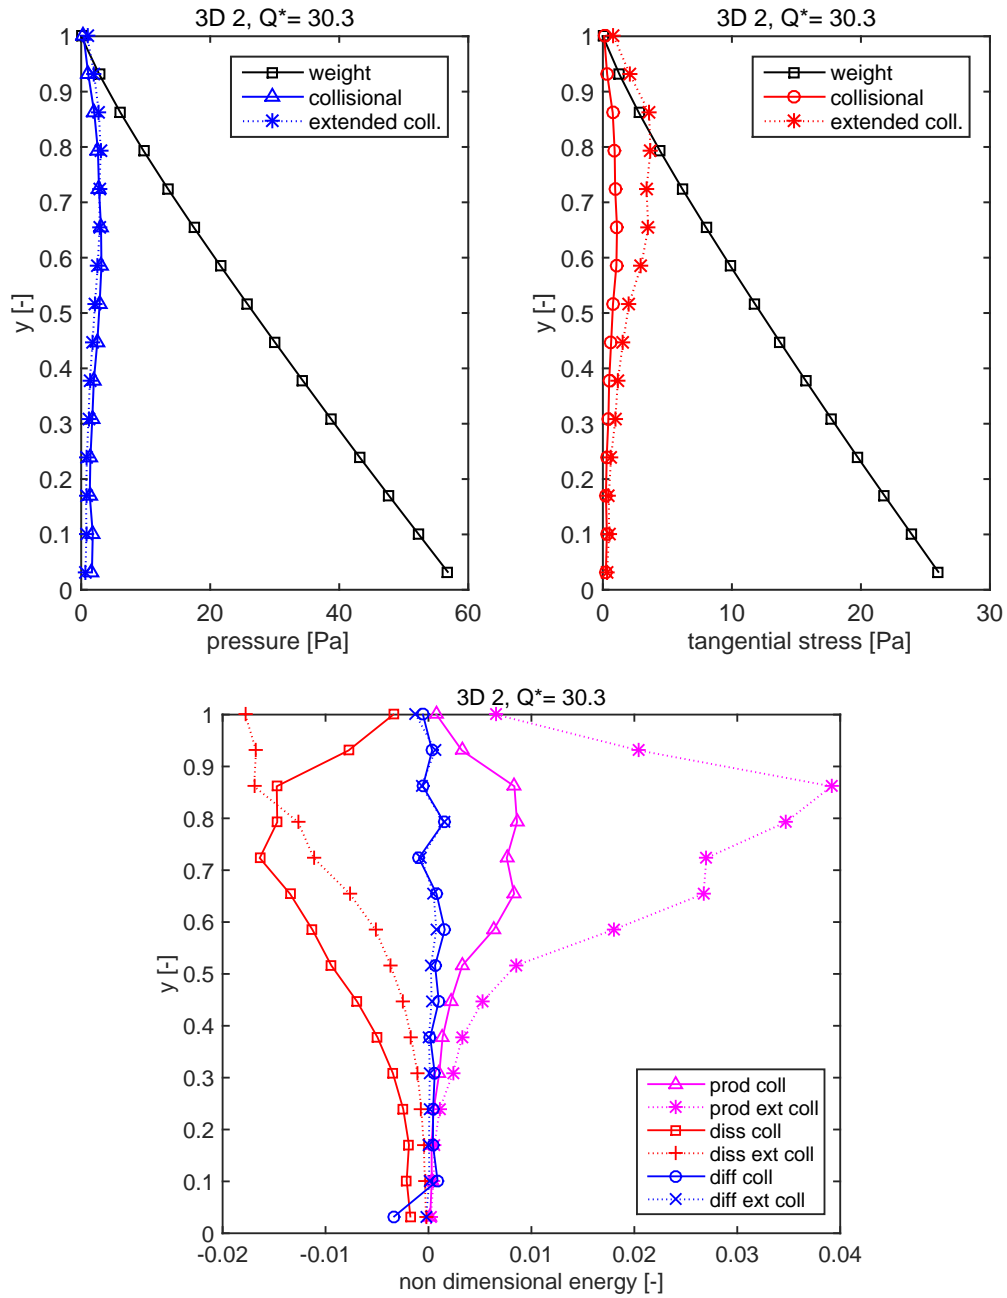 3D 2, Q*= 30.3
1
0.9
0.8
0.7
0.6
0.5
0.4
0.3
0.2
0.1
0
y [-]
weight
collisional
extended coll.
0
20
40
60
pressure [Pa]
3D 2, Q*= 30.3
1
0.9
0.8
0.7
0.6
0.5
0.4
0.3
0.2
0.1
0
y [-]
weight
collisional
extended coll.
0
10
20
30
tangential stress [Pa]
3D 2, Q*= 30.3
1
0.9
0.8
0.7
0.6
0.5
0.4
0.3
0.2
0.1
0
y [-]
prod coll
prod ext coll
diss coll
diss ext coll
diff coll
diff ext coll
-0.02
-0.01
0
0.01
0.02
0.03
0.04
non dimensional energy [-]